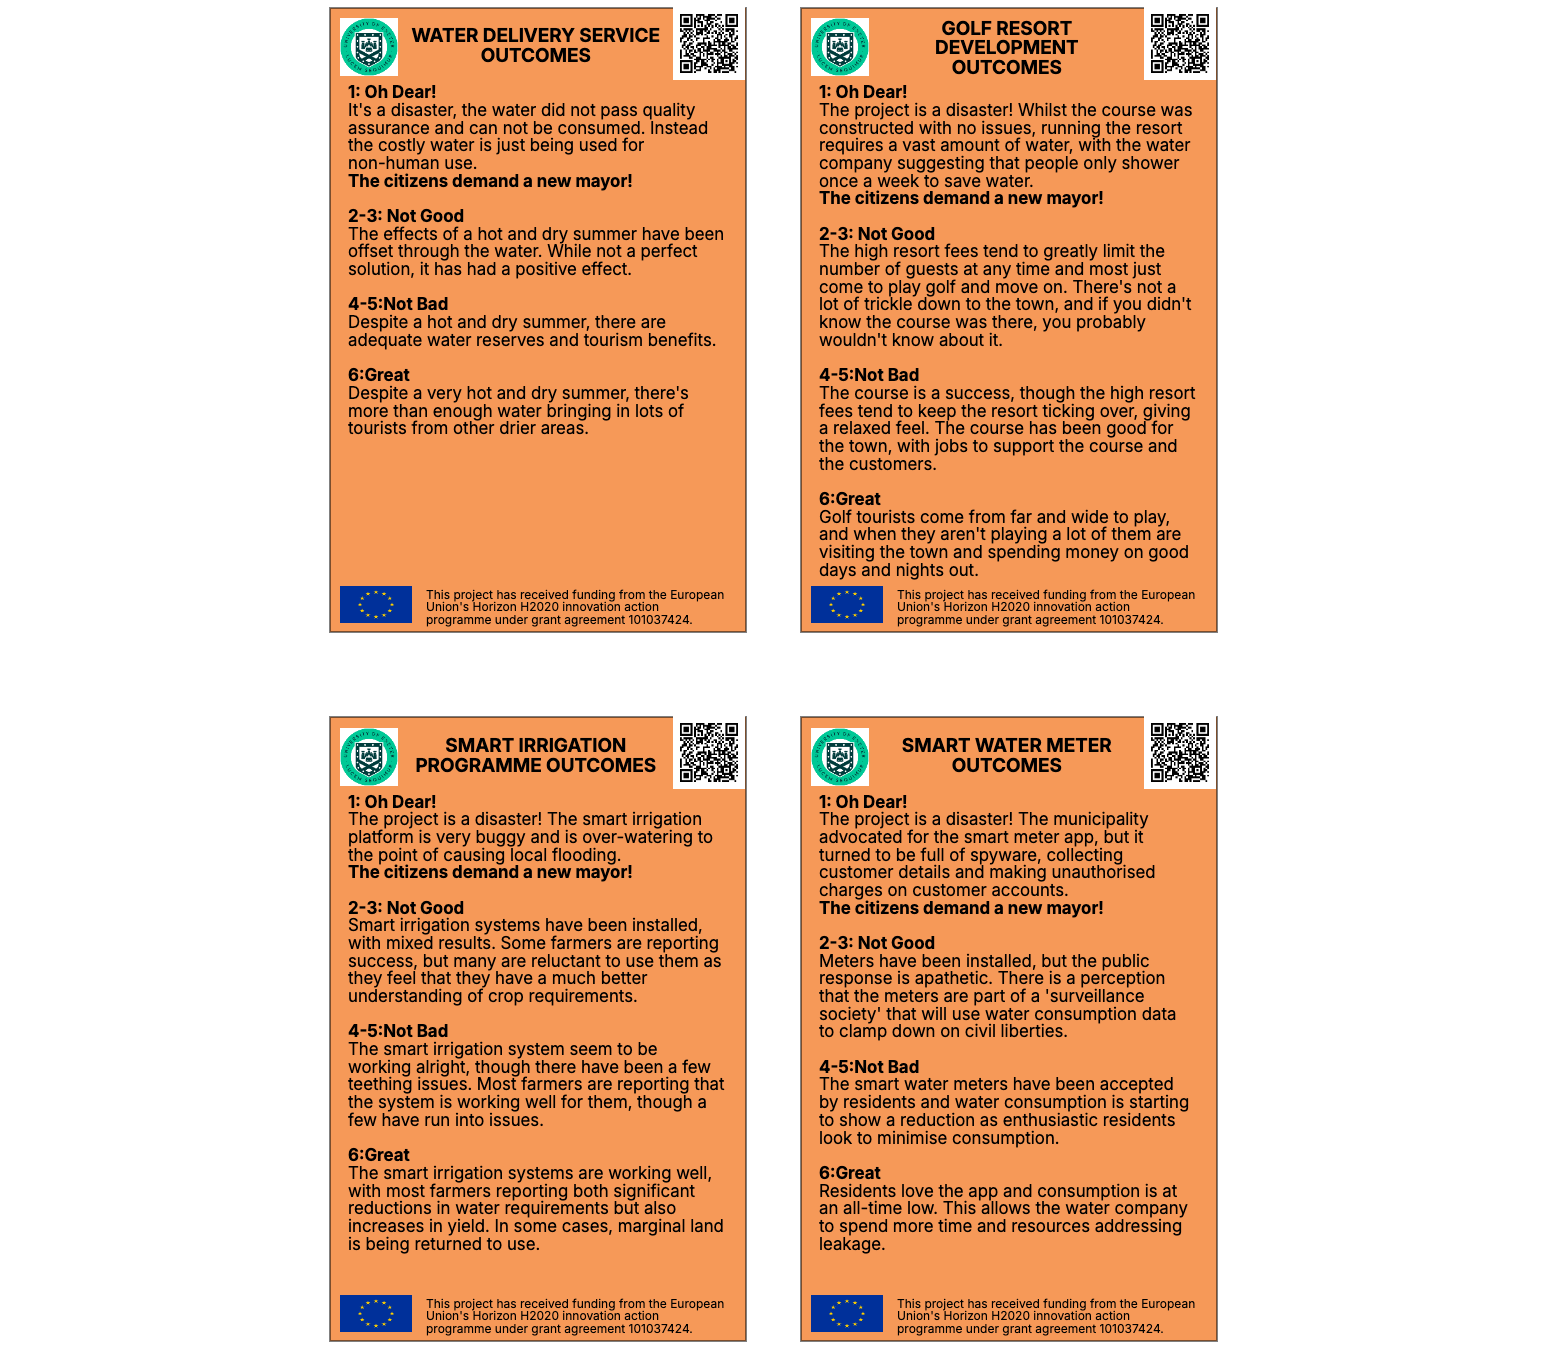 WATER DELIVERY SERVICE
OUTCOMES
1: Oh Dear!
It's a disaster, the water did not pass quality
assurance and can not be consumed. Instead
the costly water is just being used for
non-human use.
The citizens demand a new mayor!
2-3: Not Good
The effects of a hot and dry summer have been
offset through the water. While not a perfect
solution, it has had a positive effect.
4-5:Not Bad
Despite a hot and dry summer, there are
adequate water reserves and tourism benefits.
6:Great
Despite a very hot and dry summer, there's
more than enough water bringing in lots of
tourists from other drier areas.
This project has received funding from the European
Union's Horizon H2020 innovation action
programme under grant agreement 101037424.
GOLF RESORT
DEVELOPMENT
OUTCOMES
1: Oh Dear!
The project is a disaster! Whilst the course was
constructed with no issues, running the resort
requires a vast amount of water, with the water
company suggesting that people only shower
once a week to save water.
The citizens demand a new mayor!
2-3: Not Good
The high resort fees tend to greatly limit the
number of guests at any time and most just
come to play golf and move on. There's not a
lot of trickle down to the town, and if you didn't
know the course was there, you probably
wouldn't know about it.
4-5:Not Bad
The course is a success, though the high resort
fees tend to keep the resort ticking over, giving
a relaxed feel. The course has been good for
the town, with jobs to support the course and
the customers.
6:Great
Golf tourists come from far and wide to play,
and when they aren't playing a lot of them are
visiting the town and spending money on good
days and nights out.
This project has received funding from the European
Union's Horizon H2020 innovation action
programme under grant agreement 101037424.
SMART IRRIGATION
PROGRAMME OUTCOMES
1: Oh Dear!
The project is a disaster! The smart irrigation
platform is very buggy and is over-watering to
the point of causing local flooding.
The citizens demand a new mayor!
2-3: Not Good
Smart irrigation systems have been installed,
with mixed results. Some farmers are reporting
success, but many are reluctant to use them as
they feel that they have a much better
understanding of crop requirements.
4-5:Not Bad
The smart irrigation system seem to be
working alright, though there have been a few
teething issues. Most farmers are reporting that
the system is working well for them, though a
few have run into issues.
6:Great
The smart irrigation systems are working well,
with most farmers reporting both significant
reductions in water requirements but also
increases in yield. In some cases, marginal land
is being returned to use.
This project has received funding from the European
Union's Horizon H2020 innovation action
programme under grant agreement 101037424.
SMART WATER METER
OUTCOMES
1: Oh Dear!
The project is a disaster! The municipality
advocated for the smart meter app, but it
turned to be full of spyware, collecting
customer details and making unauthorised
charges on customer accounts.
The citizens demand a new mayor!
2-3: Not Good
Meters have been installed, but the public
response is apathetic. There is a perception
that the meters are part of a 'surveillance
society' that will use water consumption data
to clamp down on civil liberties.
4-5:Not Bad
The smart water meters have been accepted
by residents and water consumption is starting
to show a reduction as enthusiastic residents
look to minimise consumption.
6:Great
Residents love the app and consumption is at
an all-time low. This allows the water company
to spend more time and resources addressing
leakage.
This project has received funding from the European
Union's Horizon H2020 innovation action
programme under grant agreement 101037424.